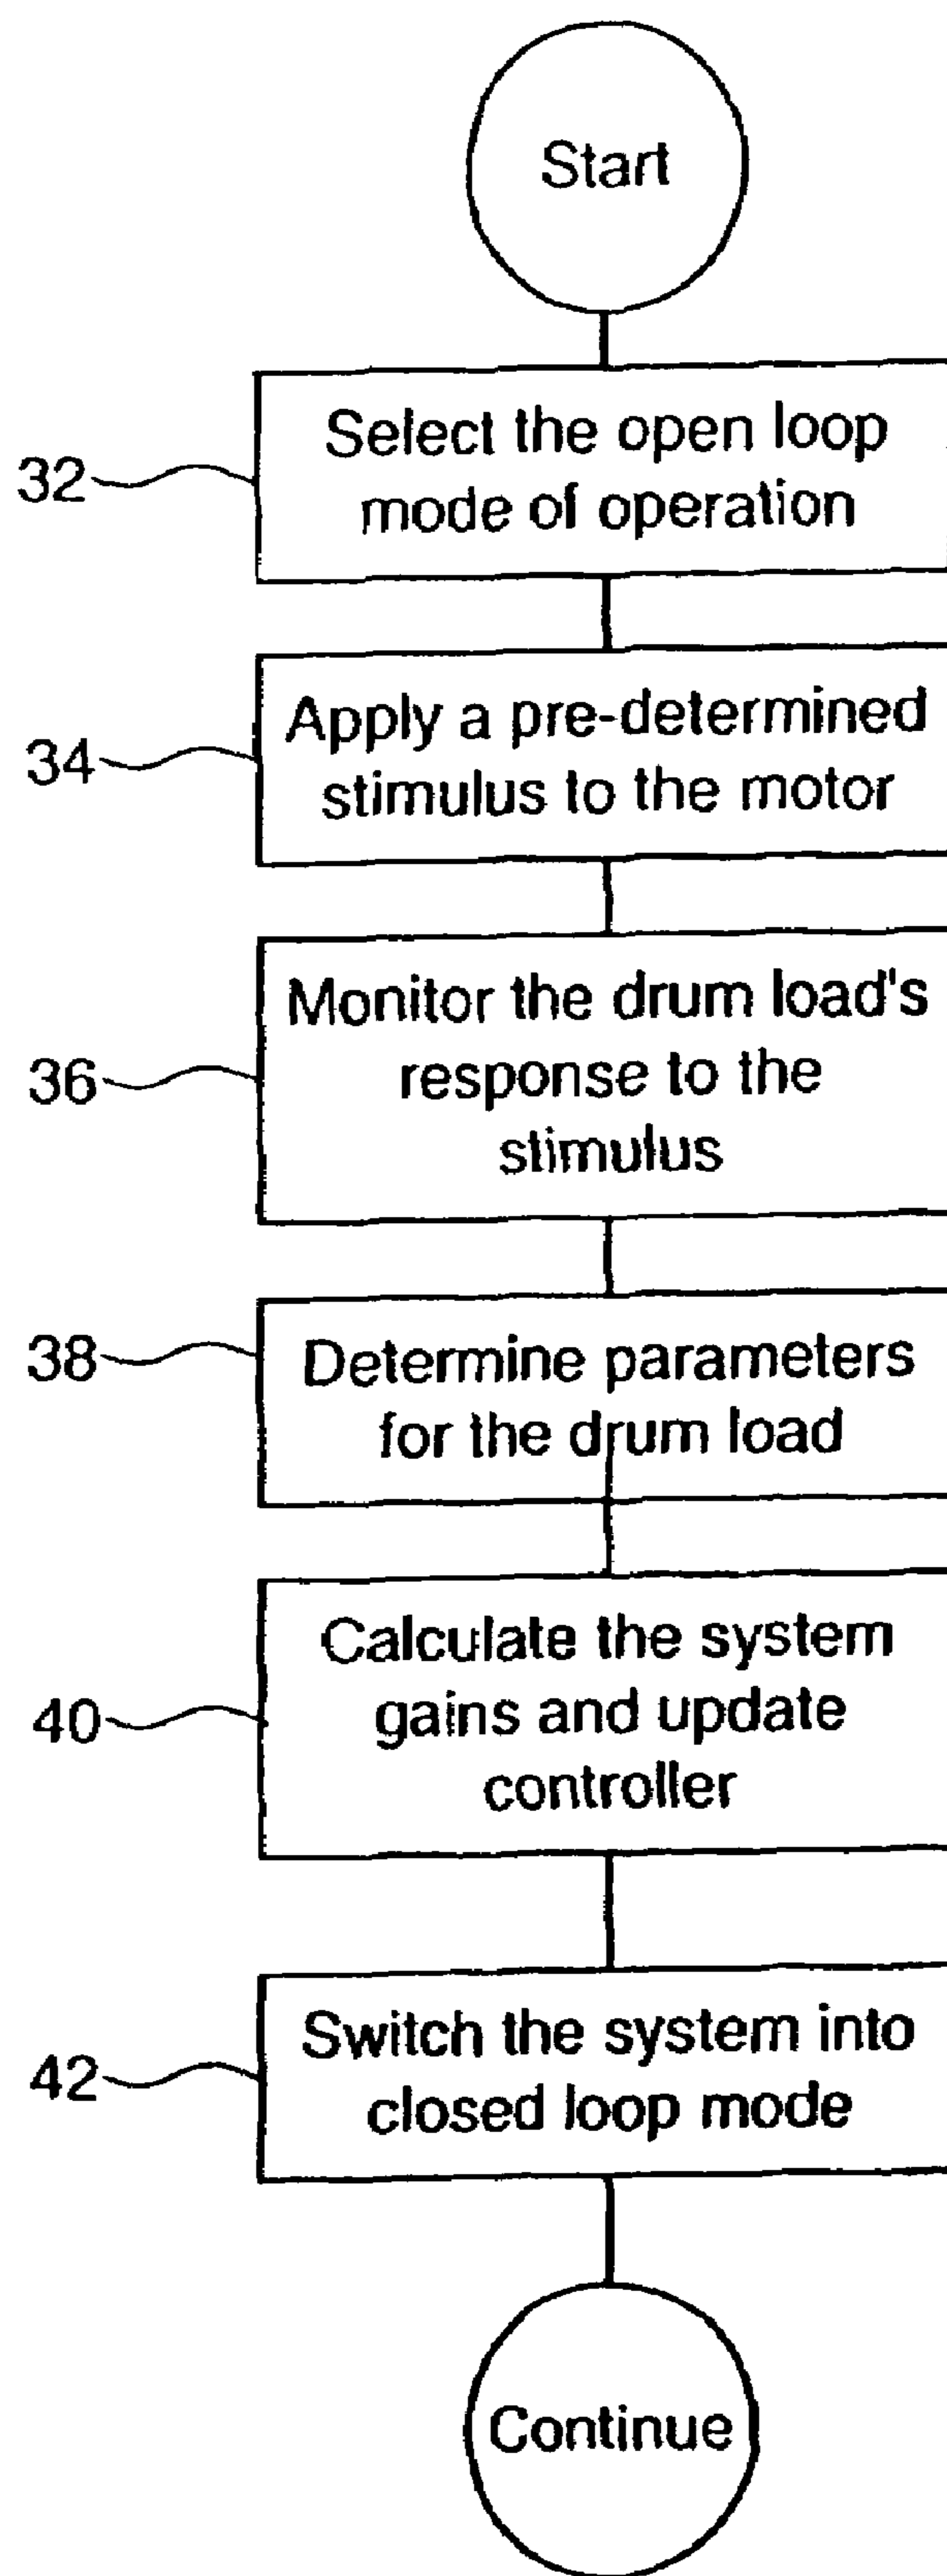 Start
32
Select the open loop
mode of operation
34
Apply a pre-determined
stimulus to the motor
36
Monitor the drum load's
response to the
stimulus
38
Determine parameters
for the drum load
40
Calculate the system
gains and update
controller
42
Switch the system into
closed loop mode
Continue